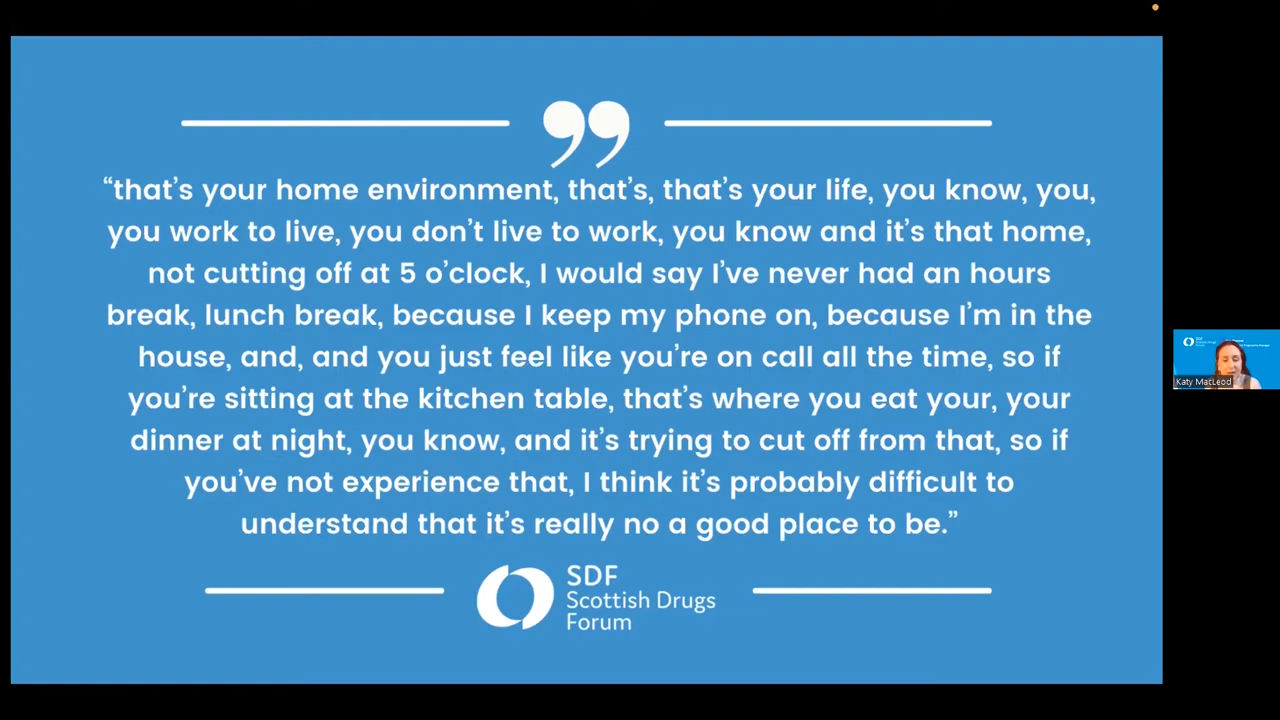 “that’s your home environment, that’s, that’s your life, you know, you,
you work to live, you don’t live to work, you know and it’s that home,
not cutting off at 5 o’clock, I would say I’ve never had an hours
break, lunch break, because I keep my phone on, because I’m in the
house, and, and you just feel like you’re on call all the time, so if
you’re sitting at the kitchen table, that’s where you eat your, your
dinner at night, you know, and it’s trying to cut off from that, so if
you’ve not experience that, I think it’s probably difficult to
understand that it’s really no a good place to be.”
SDF
Scottish Drugs
Forum
Katy MacLeod